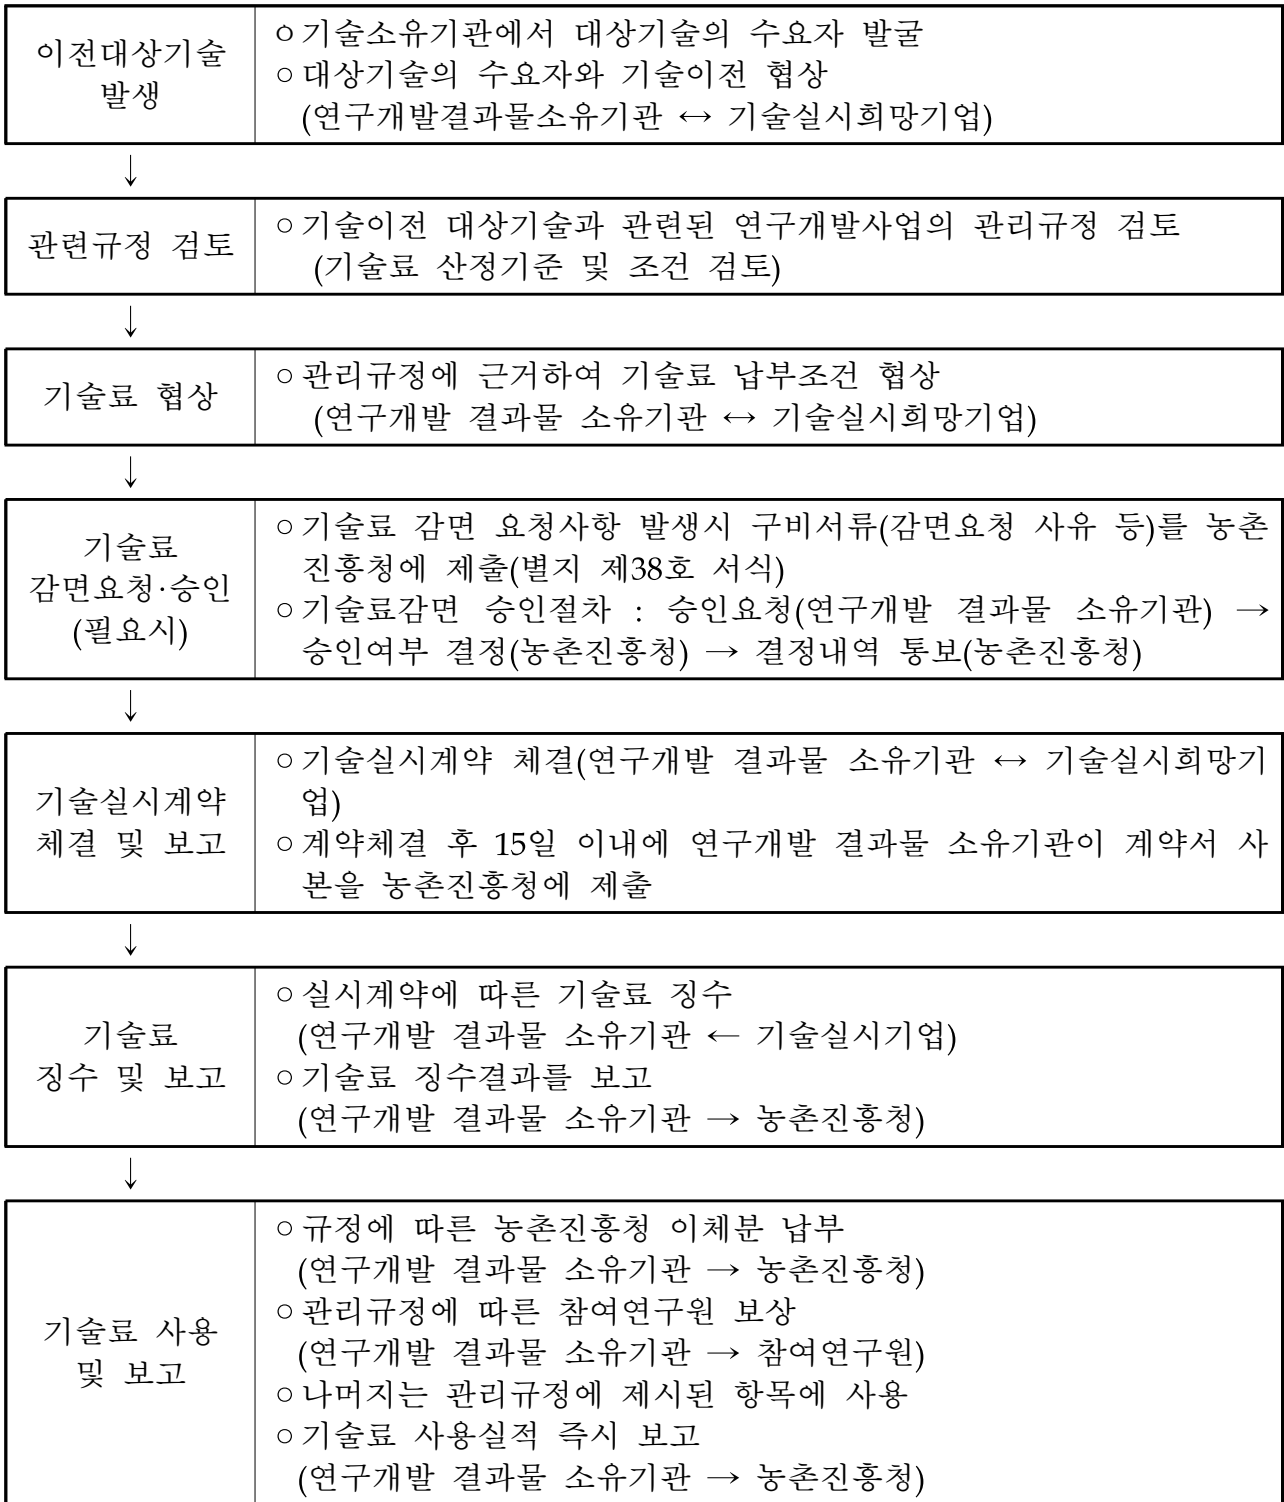 이전대상기술
발생
ㅇ기술소유기관에서 대상기술의 수요자 발굴
○대상기술의 수요자와 기술이전 협상
(연구개발결과물소유기관 ↔ 기술실시희망기업)
↓
관련규정 검토
○기술이전 대상기술과 관련된 연구개발사업의 관리규정 검토
(기술료 산정기준 및 조건 검토)
↓
기술료 협상
○관리규정에 근거하여 기술료 납부조건 협상
(연구개발 결과물 소유기관 ↔ 기술실시희망기업)
↓
기술료
감면요청·승인
(필요시)
○기술료 감면 요청사항 발생시 구비서류(감면요청 사유 등)를 농촌
진흥청에 제출(별지 제38호 서식)
○기술료감면 승인절차 : 승인요청(연구개발 결과물 소유기관) →
승인여부 결정(농촌진흥청) → 결정내역 통보(농촌진흥청)
↓
기술실시계약
체결 및 보고
○기술실시계약 체결(연구개발 결과물 소유기관 ↔ 기술실시희망기
업)
○계약체결 후 15일 이내에 연구개발 결과물 소유기관이 계약서 사
본을 농촌진흥청에 제출
↓
기술료
징수 및 보고
○실시계약에 따른 기술료 징수
(연구개발 결과물 소유기관 ← 기술실시기업)
○기술료 징수결과를 보고
(연구개발 결과물 소유기관 → 농촌진흥청)
↓
기술료 사용
및 보고
○규정에 따른 농촌진흥청 이체분 납부
(연구개발 결과물 소유기관 → 농촌진흥청)
○관리규정에 따른 참여연구원 보상
(연구개발 결과물 소유기관 → 참여연구원)
○나머지는 관리규정에 제시된 항목에 사용
○기술료 사용실적 즉시 보고
(연구개발 결과물 소유기관 → 농촌진흥청)